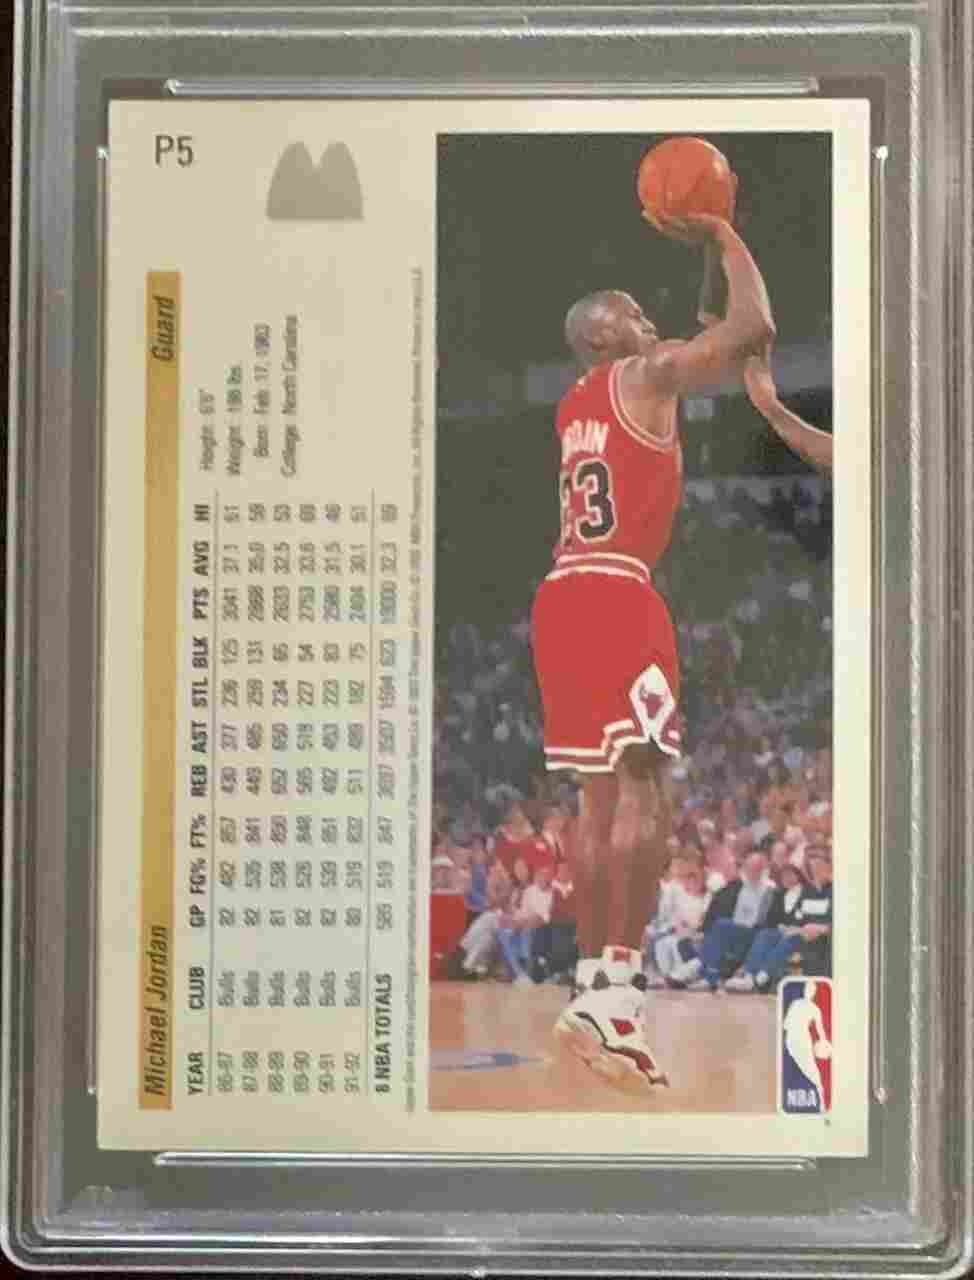 P5
Michael Jordan Guard
Height: 6'6"
Weight: 198 lbs.
Born: Feb. 17, 1963
College: North Carolina
YEAR CLUB GP FG% FT% REB AST STL BLK PTS AVG HI
86-87 Bulls 82 .482 .857 430 377 236 125 3041 37.1 61
87-88 Bulls 82 .535 .841 449 485 259 131 2868 35.0 59
88-89 Bulls 81 .538 .850 652 650 234 65 2633 32.5 53
89-90 Bulls 82 .526 .848 565 519 227 54 2753 33.6 69
90-91 Bulls 82 .539 .851 492 453 223 83 2580 31.5 46
91-92 Bulls 80 .519 .832 511 489 182 75 2404 30.1 51
8 NBA TOTALS 589 .519 .847 3697 3507 1594 623 19000 32.3 69
23
NBA